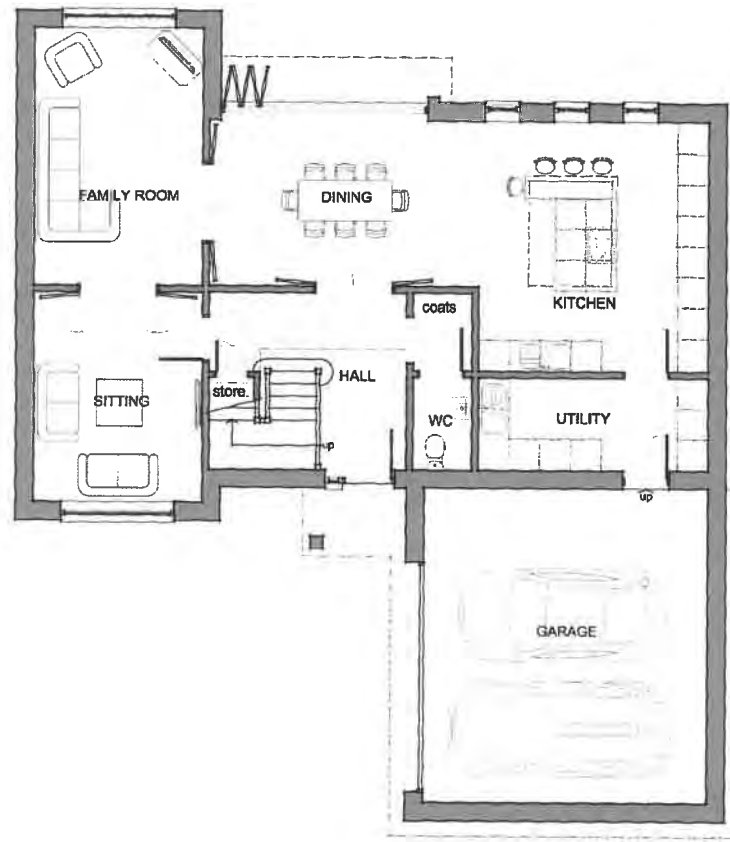 FAMILY ROOM
DINING
KITCHEN
coats
HALL
store.
SITTING
WC
UTILITY
up
GARAGE